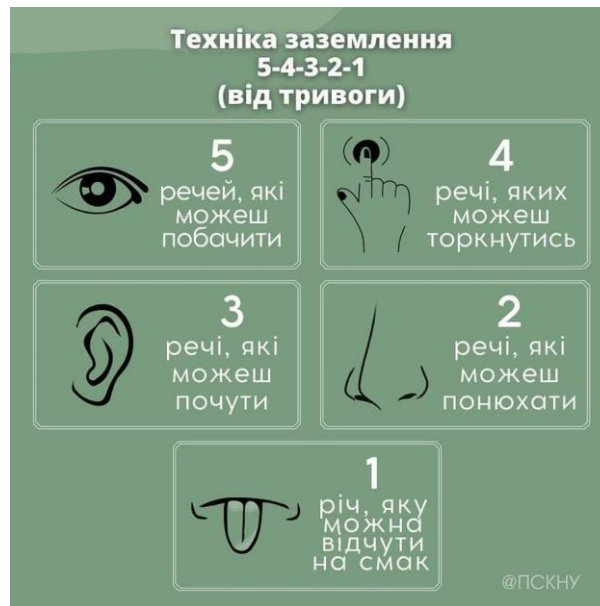 Техніка заземлення
5-4-3-2-1
(від тривоги)
5
речей, які
можеш
побачити
4
речі, яких
можеш
торкнутись
3
речі, які
можеш
почути
2
речі, які
можеш
понюхати
1
річ, яку
можна
відчути
на смак
@ПСКНУ